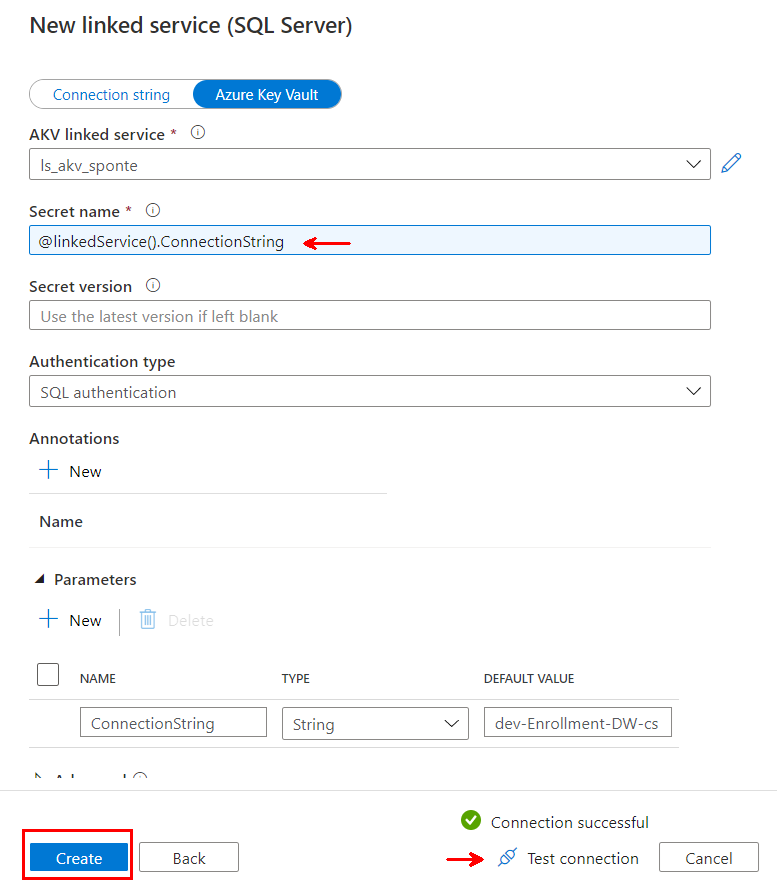 New linked service (SQL Server)
Connection string
Azure Key Vault
AKV linked service *
ls_akv_sponte
Secret name *
@linkedService().ConnectionString
Secret version
Use the latest version if left blank
Authentication type
SQL authentication
Annotations
New
Name
Parameters
New
Delete
NAME TYPE DEFAULT VALUE
ConnectionString String dev-Enrollment-DW-cs
Connection successful
Create Back Test connection Cancel